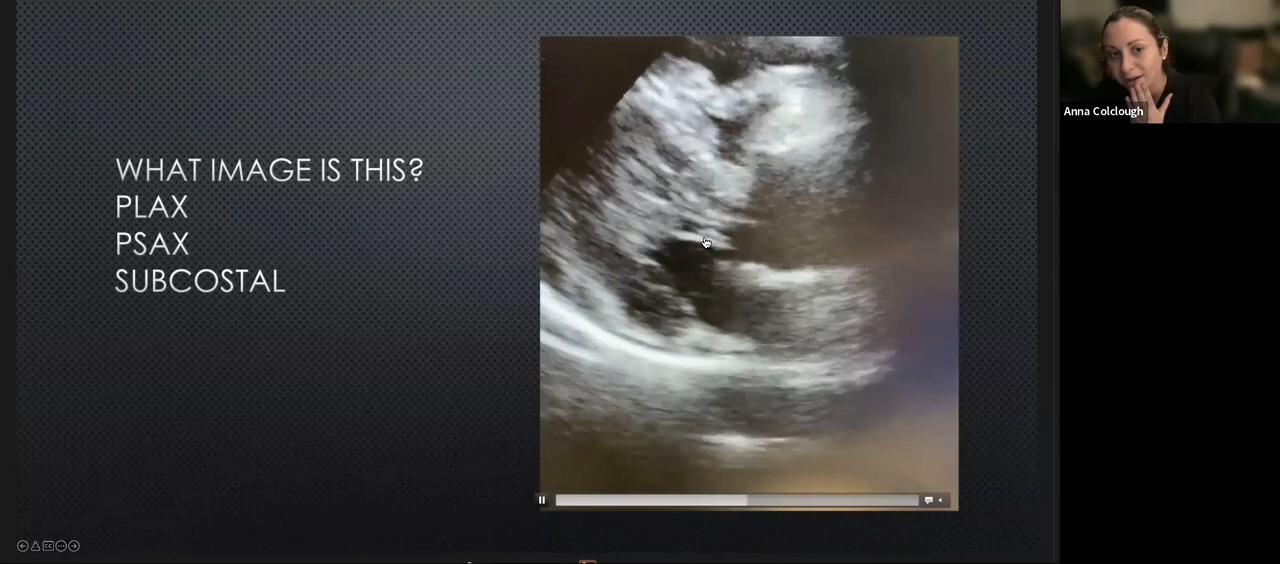 WHAT IMAGE IS THIS?
PLAX
PSAX
SUBCOSTAL
Anna Colclough